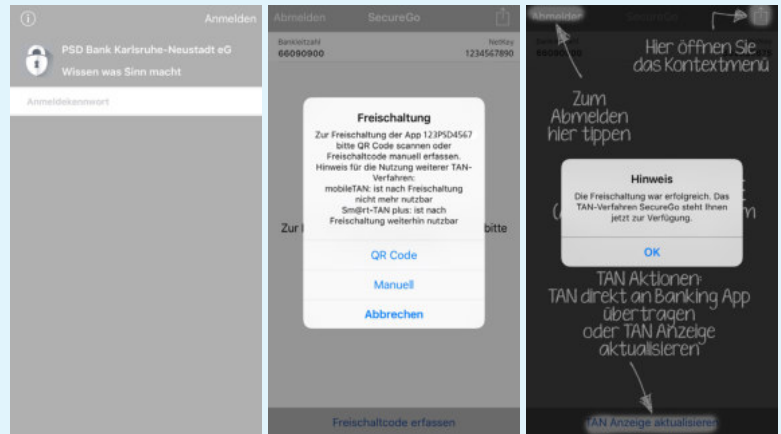 Anmelden
PSD Bank Karlsruhe-Neustadt eG
Wissen was Sinn macht
Anmeldekennwort
Abmelden SecureGo
Bankleitzahl NetKey
66090900 1234567890
Freischaltung
Zur Freischaltung der App 123PSD4567
bitte QR Code scannen oder
Freischaltcode manuell erfassen.
Hinweis für die Nutzung weiterer TAN-
Verfahren:
mobileTAN: ist nach Freischaltung
nicht mehr nutzbar
Sm@rt-TAN plus: ist nach
Freischaltung weiterhin nutzbar
Zur bitte
QR Code
Manuell
Abbrechen
Freischaltcode erfassen
Abmelden SecureGo
Hier öffnen Sie
das Kontextmenü
Zum
Abmelden
hier tippen
Hinweis
Die Freischaltung war erfolgreich. Das
TAN-Verfahren SecureGo steht Ihnen
jetzt zur Verfügung.
OK
TAN Aktionen:
TAN direkt an Banking App
übertragen
oder TAN Anzeige
aktualisieren
TAN Anzeige aktualisieren